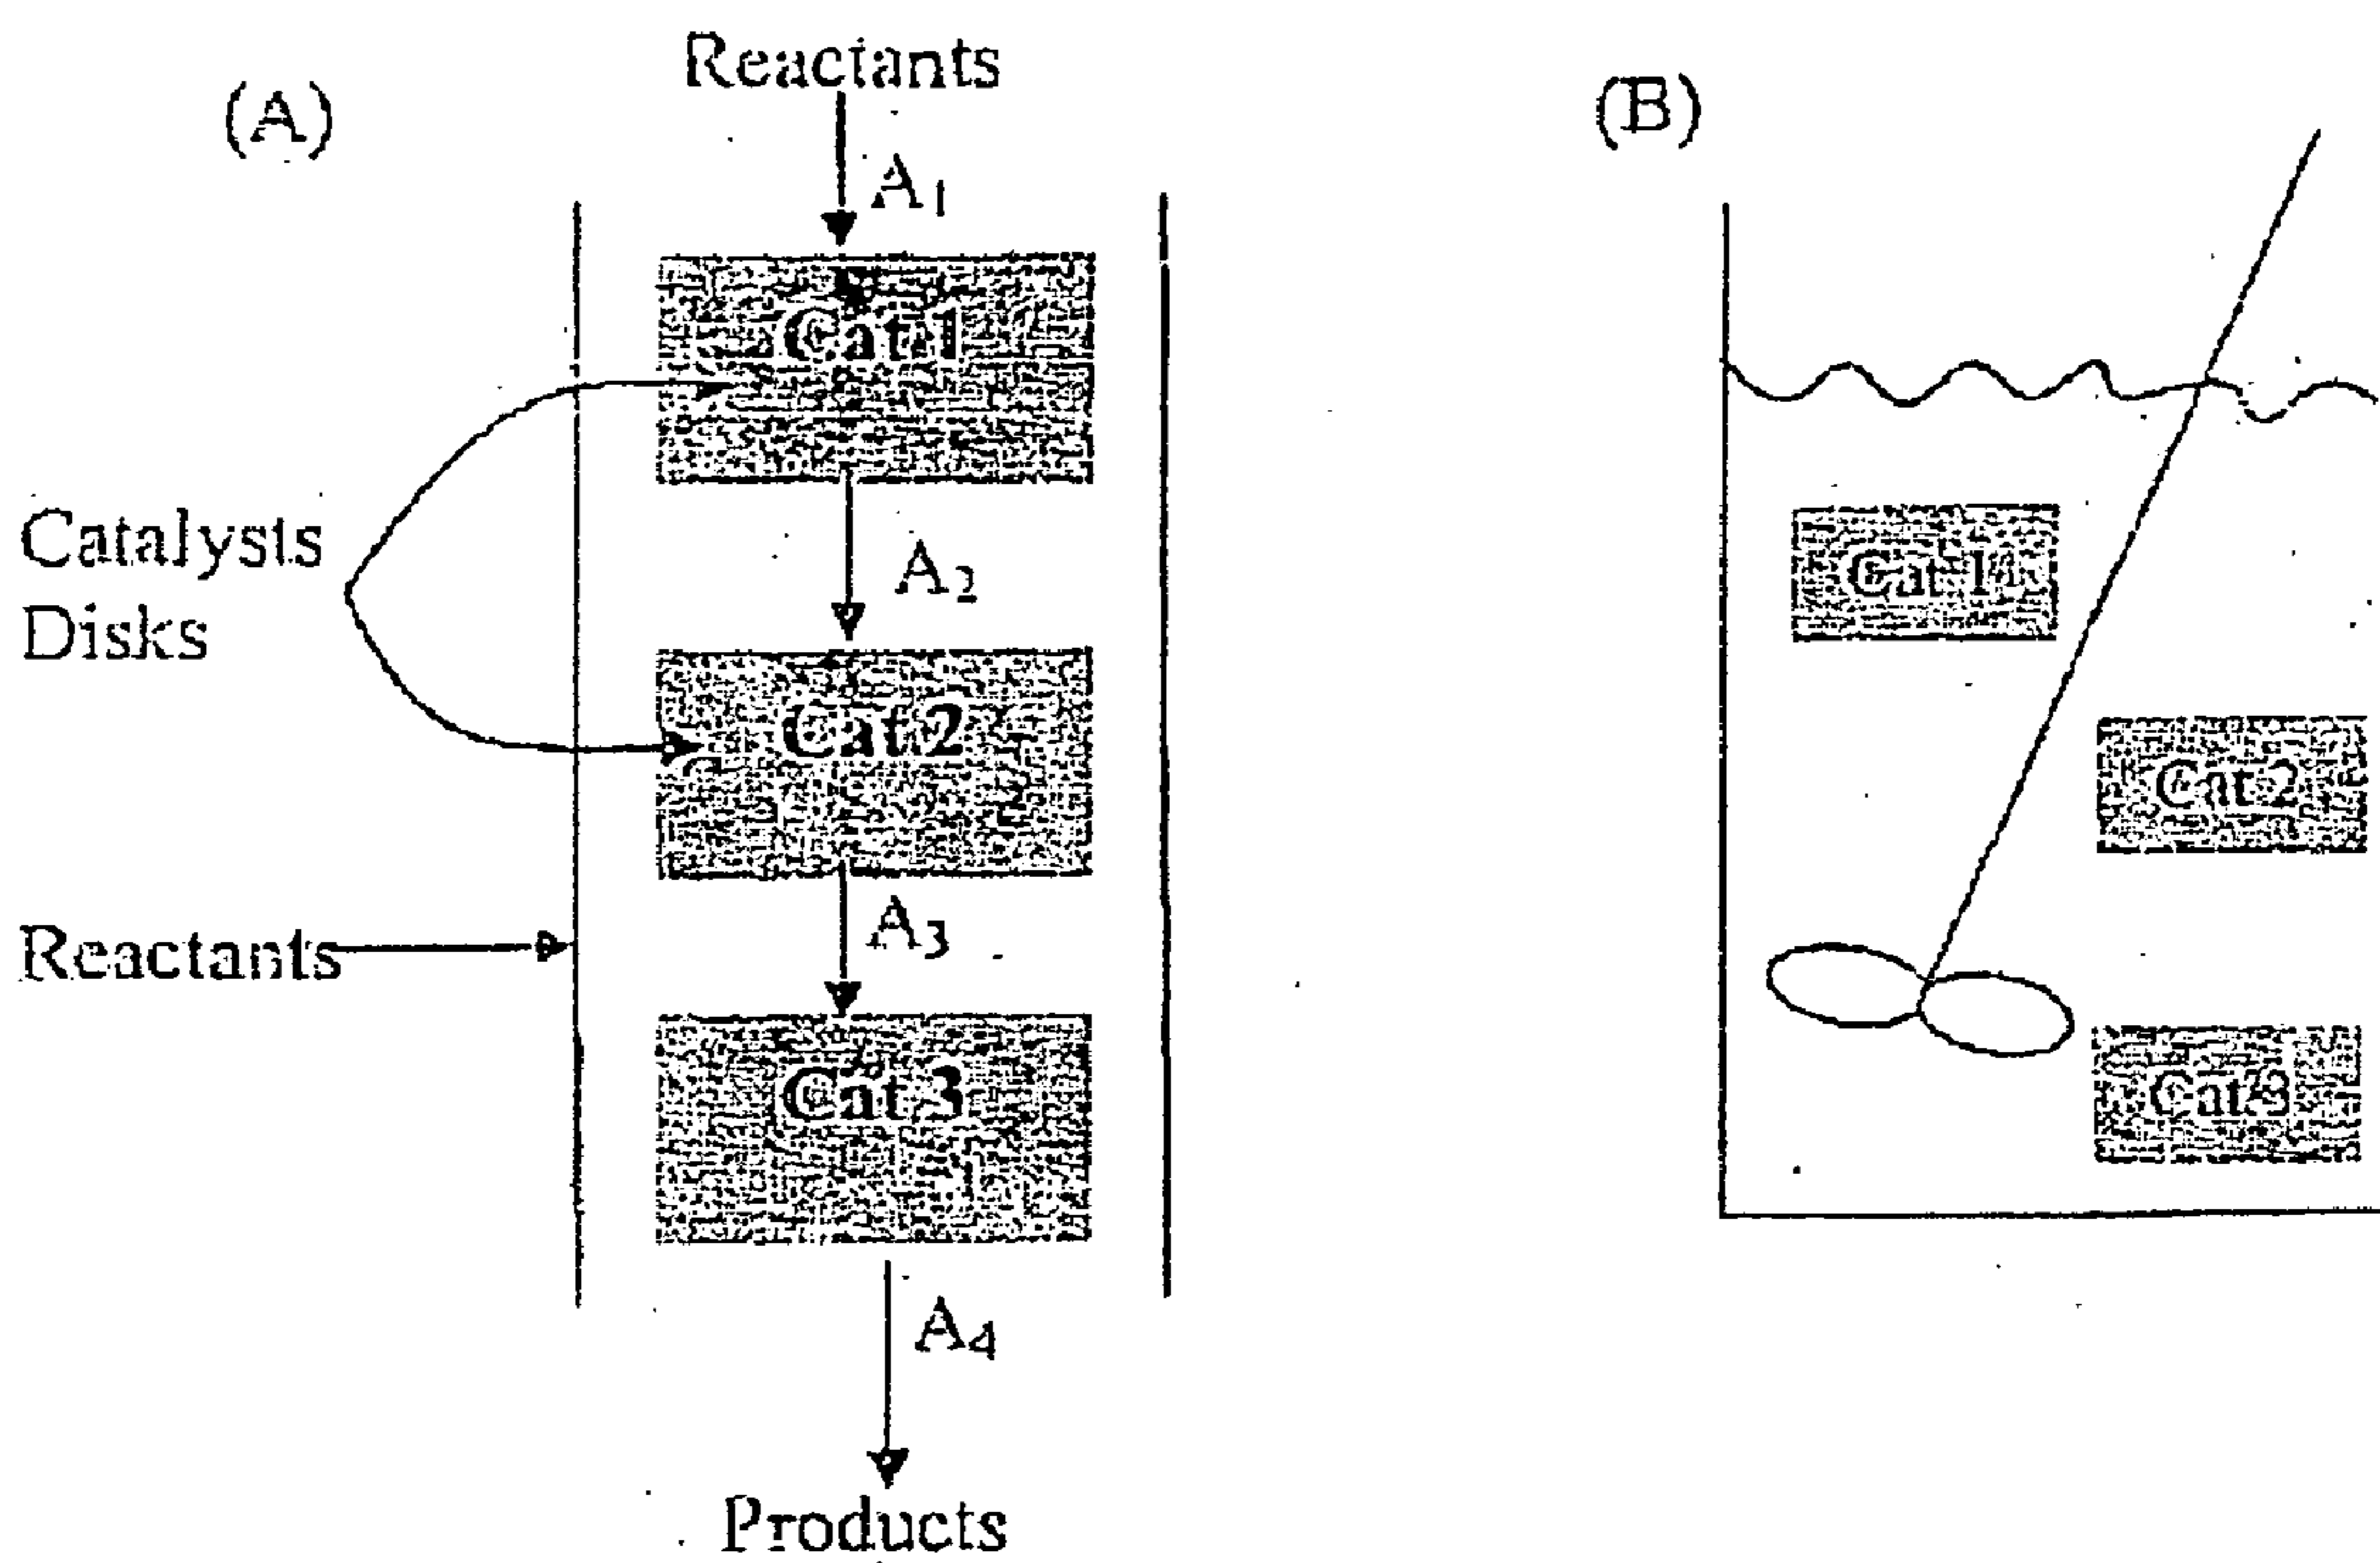 (A)
Reactants
A1
Cat 1
Catalysts
Disks
A2
Cat 2
Reactants
A3
Cat 3
A4
Products
(B)
Cat 1
Cat 2
Cat 3